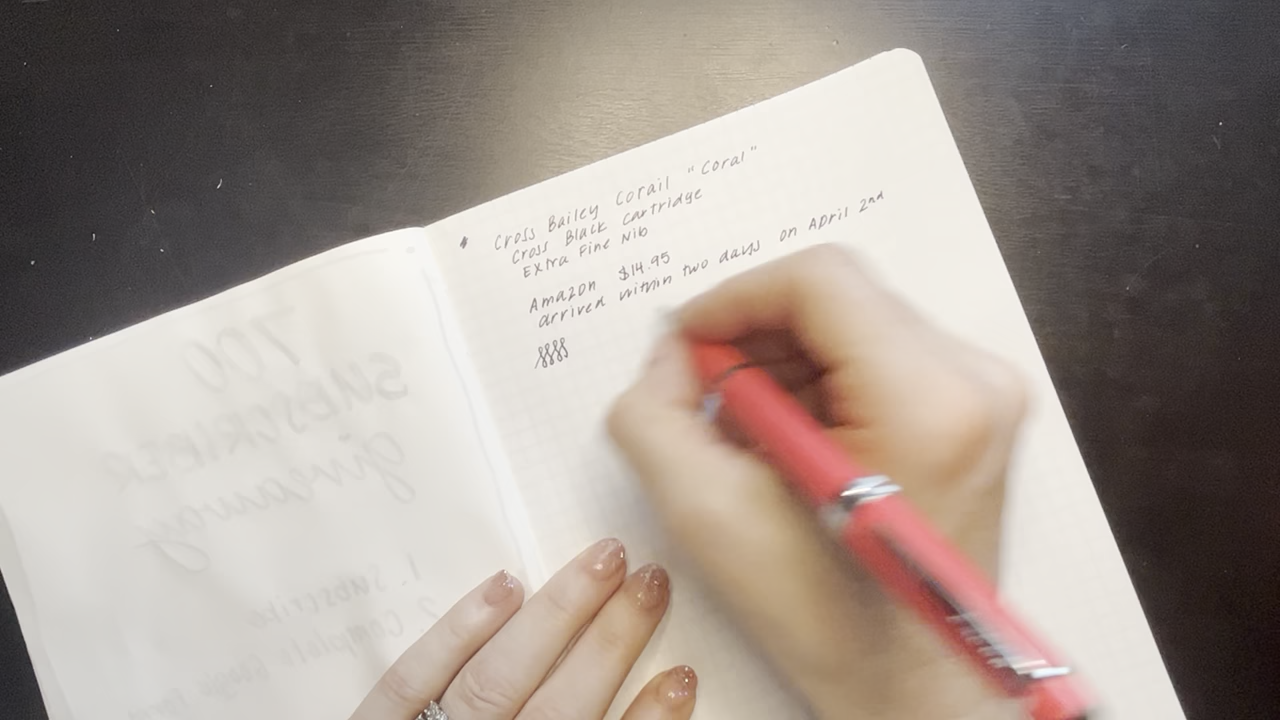 Cross Bailey Corail "Coral"
Cross Black Cartridge
Extra Fine Nib
Amazon $14.95
arrived within two days on April 2nd
700
SUBSCRIBER
giveaway
1. Subscribe
2. Complete Google